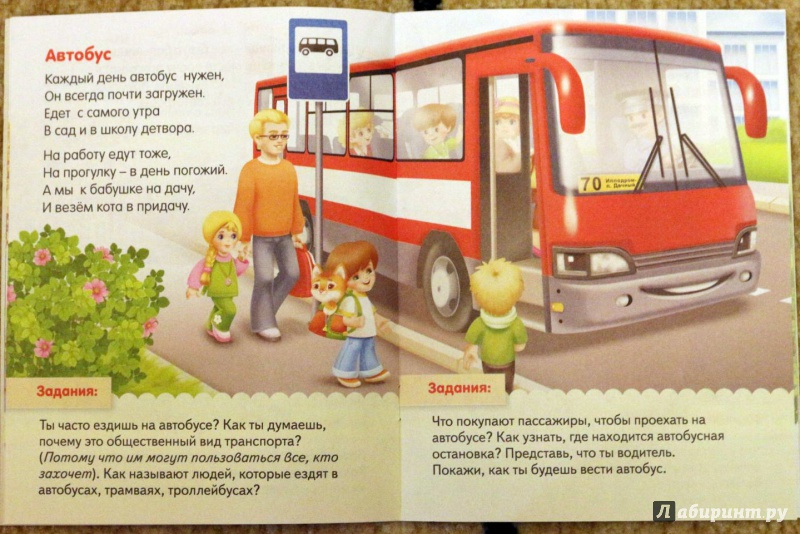 Автобус
Каждый день автобус нужен,
Он всегда почти загружен.
Едет с самого утра
В сад и в школу детвора.
На работу едут тоже,
На прогулку – в день погожий.
А мы к бабушке на дачу,
И везём кота в придачу.
70
Ипподром
п. Дачный
Задания:
Ты часто ездишь на автобусе? Как ты думаешь,
почему это общественный вид транспорта?
(Потому что им могут пользоваться все, кто
захочет). Как называют людей, которые ездят в
автобусах, трамваях, троллейбусах?
Задания:
Что покупают пассажиры, чтобы проехать на
автобусе? Как узнать, где находится автобусная
остановка? Представь, что ты водитель.
Покажи, как ты будешь вести автобус.
Лабиринт.ру